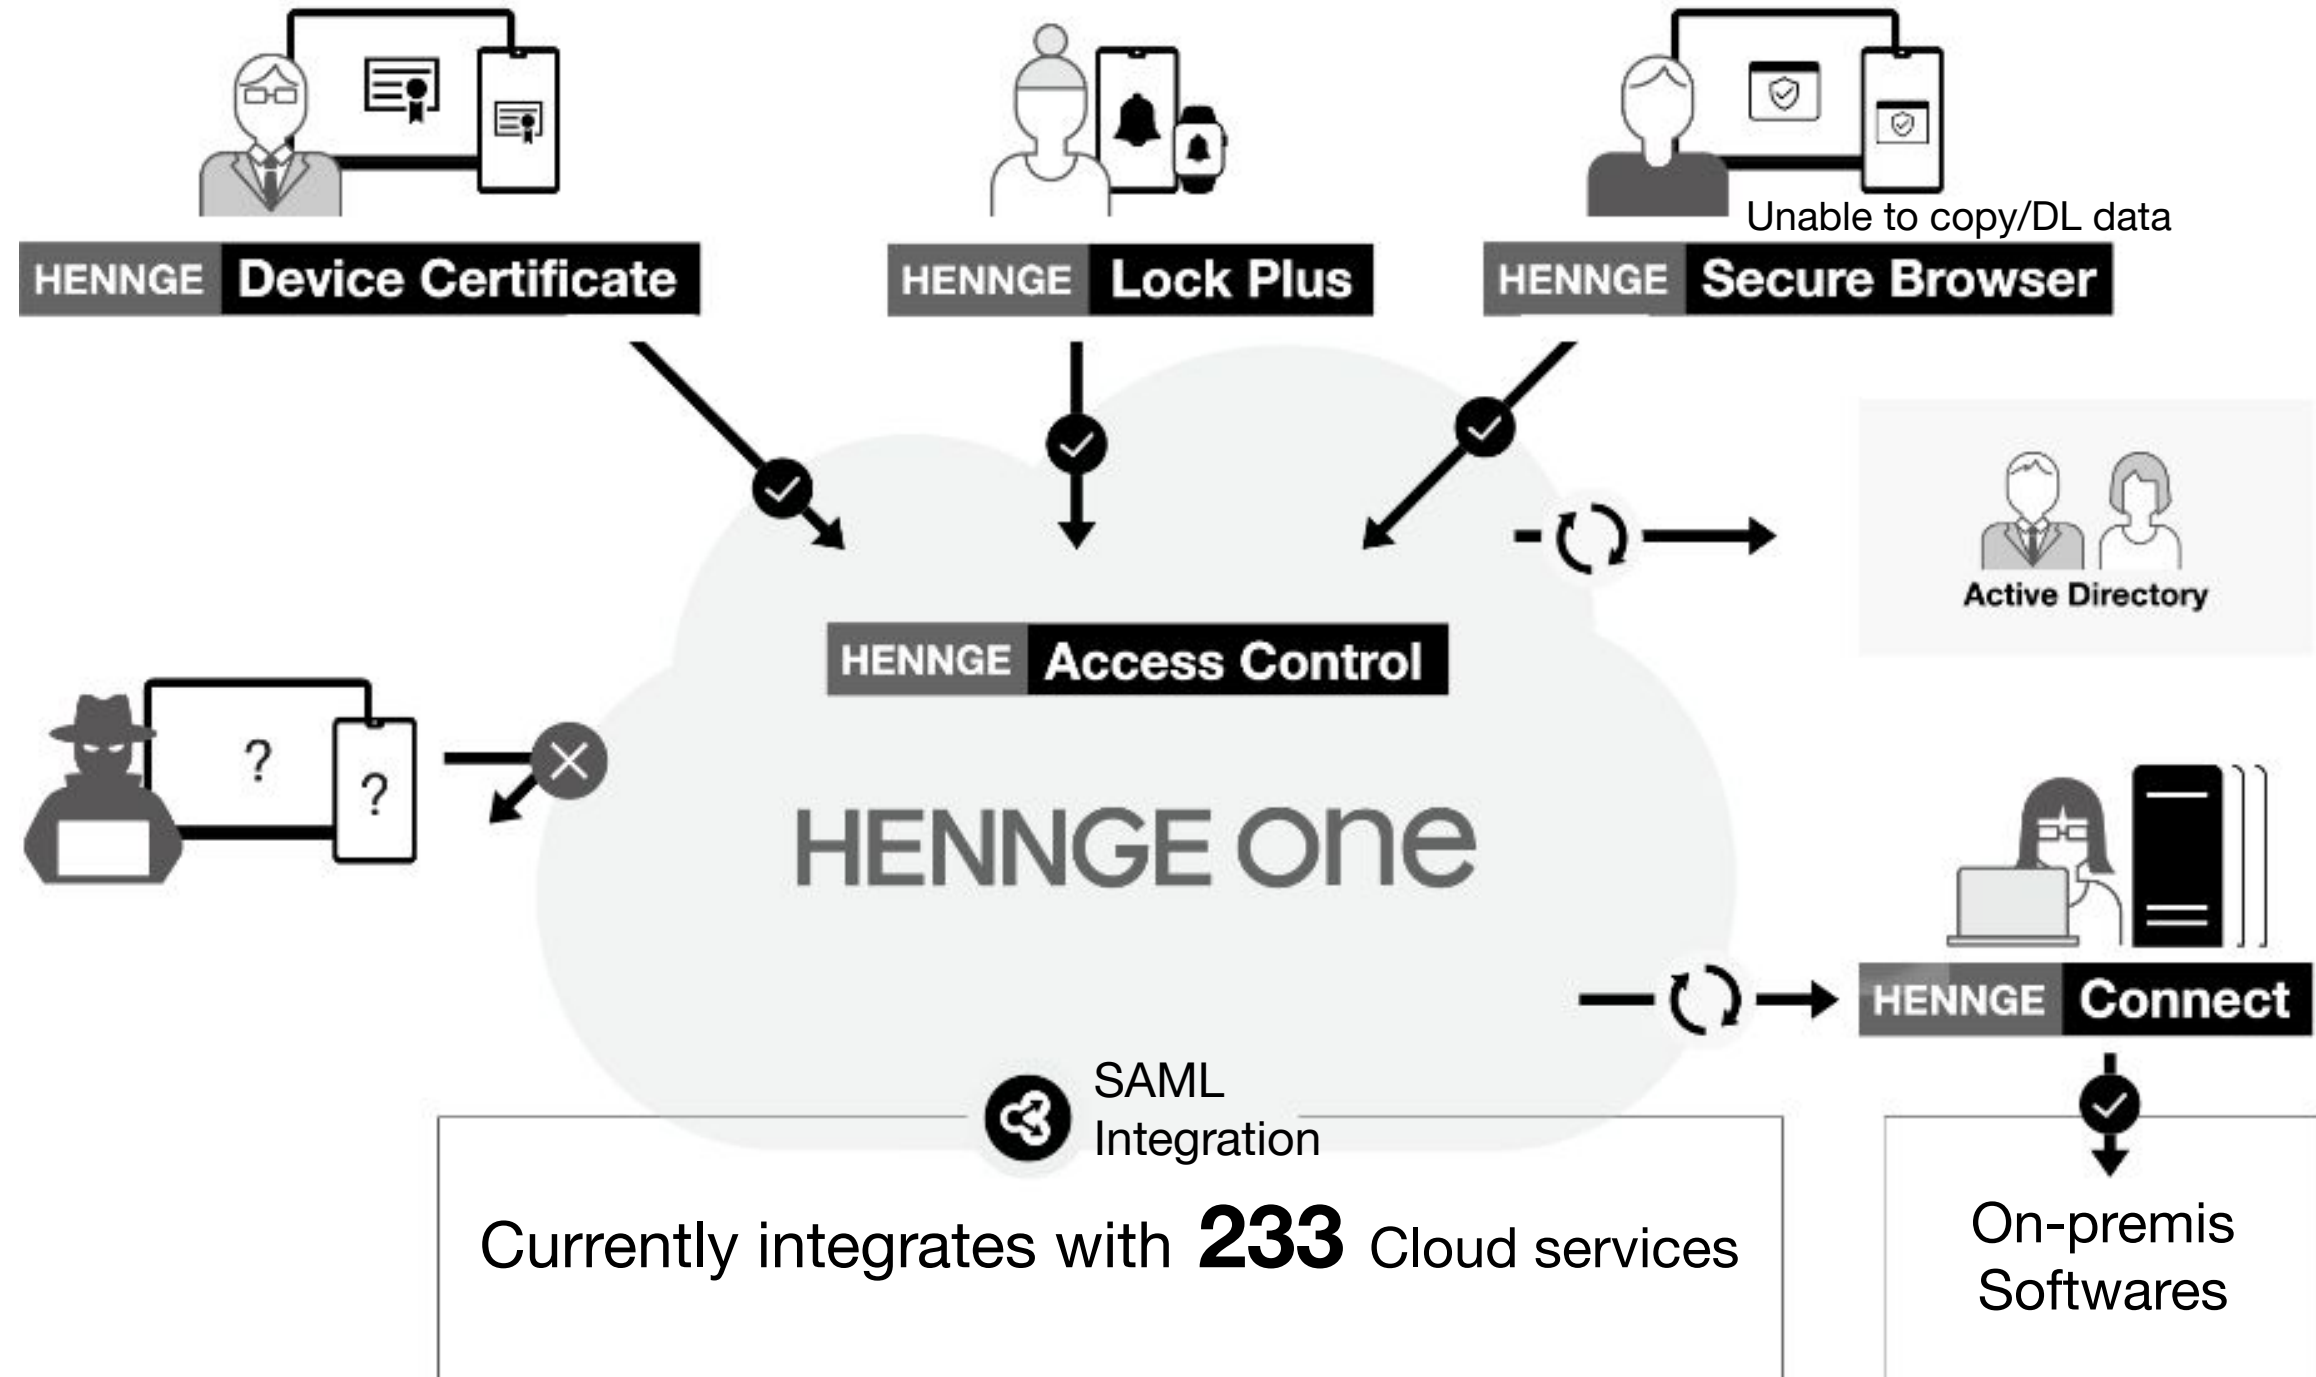 Unable to copy/DL data
HENNGE Device Certificate
HENNGE Lock Plus
HENNGE Secure Browser
Active Directory
HENNGE Access Control
? ?
HENNGE one
HENNGE Connect
SAML
Integration
Currently integrates with 233 Cloud services
On-premis
Softwares